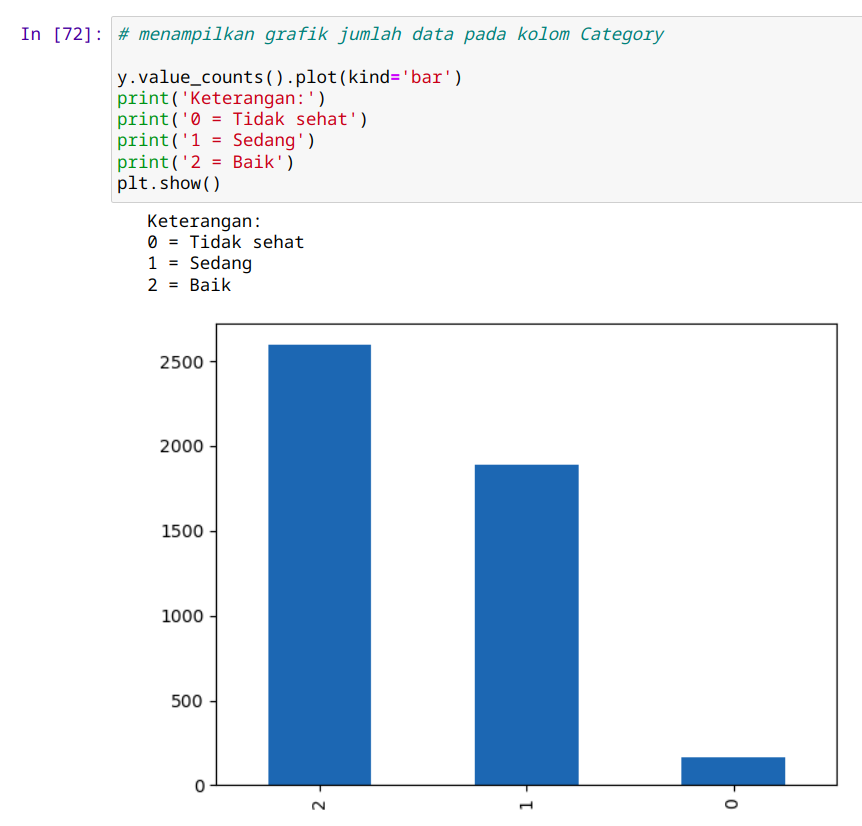 In [72]: # menampilkan grafik jumlah data pada kolom Category
y.value_counts().plot(kind='bar')
print('Keterangan:')
print('0 = Tidak sehat')
print('1 = Sedang')
print('2 = Baik')
plt.show()
Keterangan:
0 = Tidak sehat
1 = Sedang
2 = Baik
2500
2000
1500
1000
500
0
2 1 0